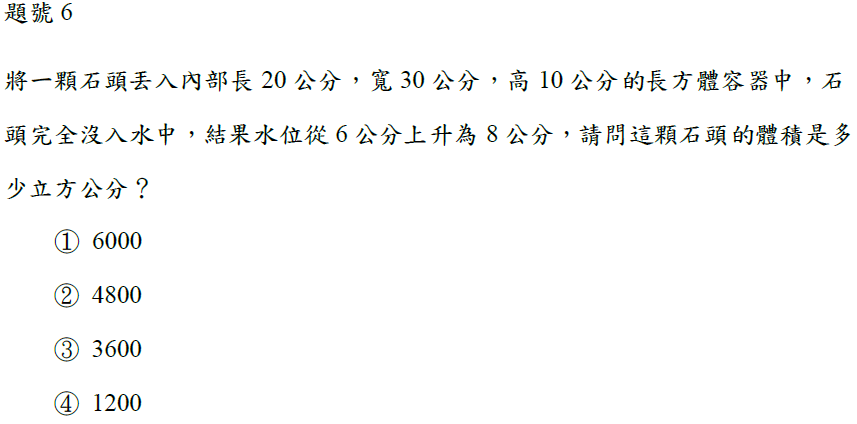 題號 6
將一顆石頭丟入內部長 20 公分，寬 30 公分，高 10 公分的長方體容器中，石
頭完全沒入水中，結果水位從 6 公分上升為 8 公分，請問這顆石頭的體積是多
少立方公分？
① 6000
② 4800
③ 3600
④ 1200